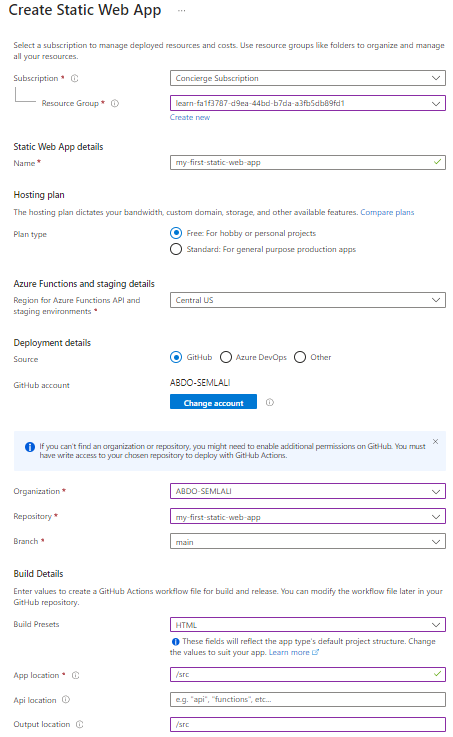 Create Static Web App ...
Select a subscription to manage deployed resources and costs. Use resource groups like folders to organize and manage
all your resources.
Subscription * Concierge Subscription
Resource Group * learn-fa1f3787-d9ea-44bd-b7da-a3fb5db89fd1
Create new
Static Web App details
Name * my-first-static-web-app
Hosting plan
The hosting plan dictates your bandwidth, custom domain, storage, and other available features. Compare plans
Plan type Free: For hobby or personal projects
Standard: For general purpose production apps
Azure Functions and staging details
Region for Azure Functions API and Central US
staging environments *
Deployment details
Source GitHub Azure DevOps Other
GitHub account ABDO-SEMLALI
Change account
If you can't find an organization or repository, you might need to enable additional permissions on GitHub. You must
have write access to your chosen repository to deploy with GitHub Actions.
Organization * ABDO-SEMLALI
Repository * my-first-static-web-app
Branch * main
Build Details
Enter values to create a GitHub Actions workflow file for build and release. You can modify the workflow file later in your
GitHub repository.
Build Presets HTML
These fields will reflect the app type's default project structure. Change
the values to suit your app. Learn more
App location * /src
Api location e.g. "api", "functions", etc...
Output location /src